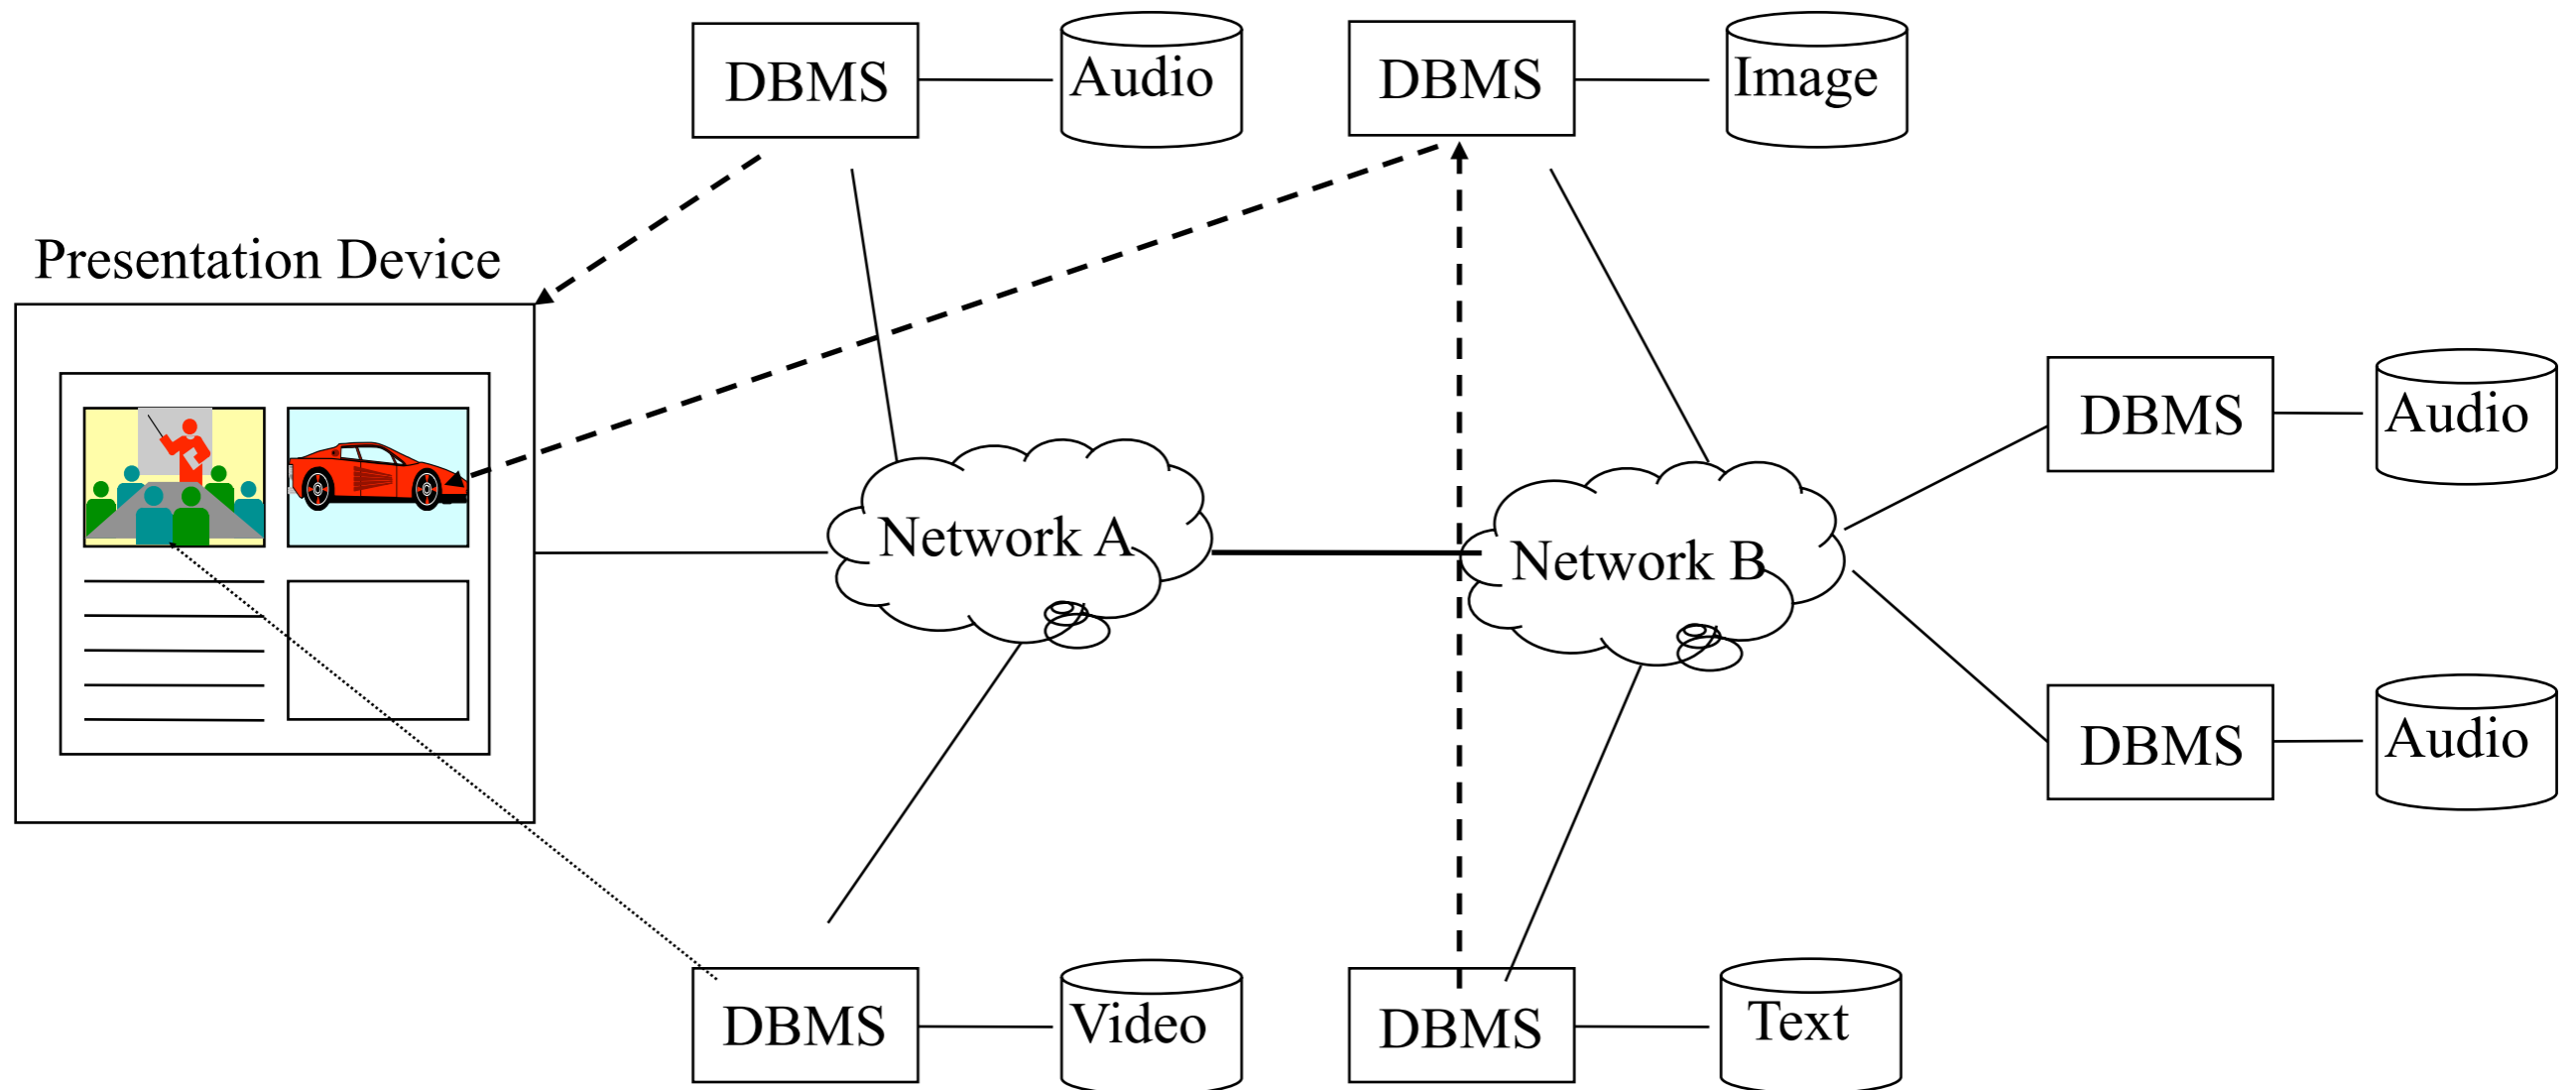 DBMS
Audio
DBMS
Image
Presentation Device
DBMS
Audio
Network A
Network B
DBMS
Audio
DBMS
Video
DBMS
Text